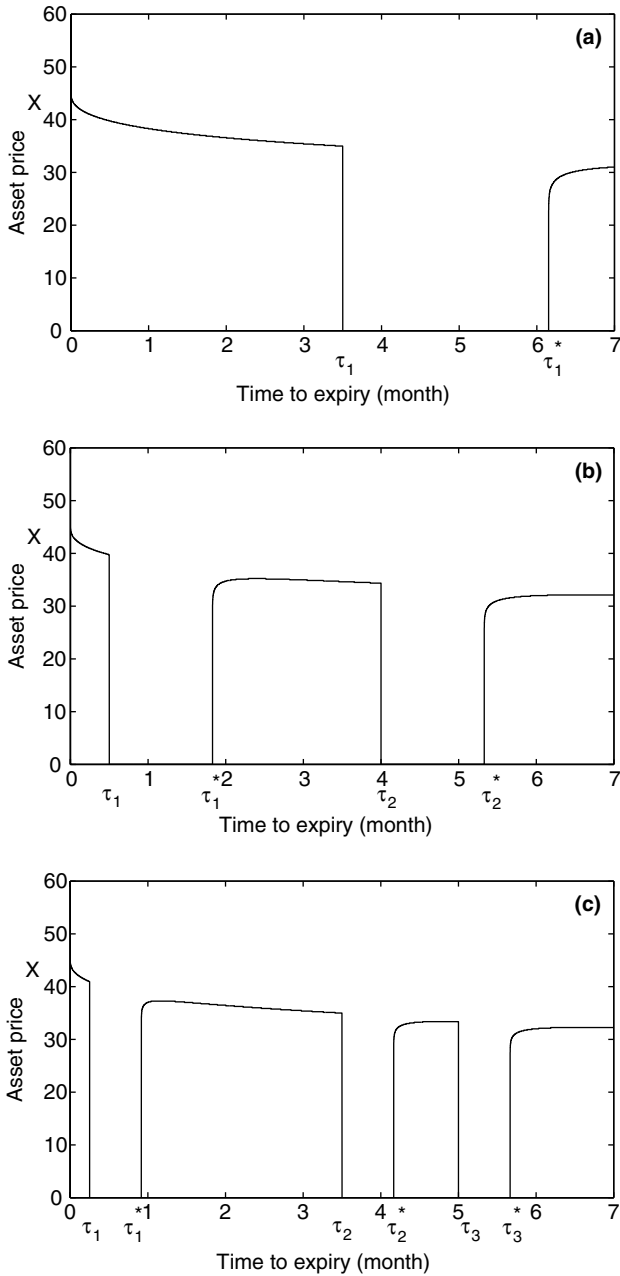 (a)
60
50
X
40
30
20
10
0
Asset price
0 1 2 3 4 5 6 7
τ1 τ1*
Time to expiry (month)
(b)
60
50
X
40
30
20
10
0
Asset price
0 1 2 3 4 5 6 7
τ1 τ1* τ2 τ2*
Time to expiry (month)
(c)
60
50
X
40
30
20
10
0
Asset price
0 1 2 3 4 5 6 7
τ1 τ1* τ2 τ2* τ3 τ3*
Time to expiry (month)